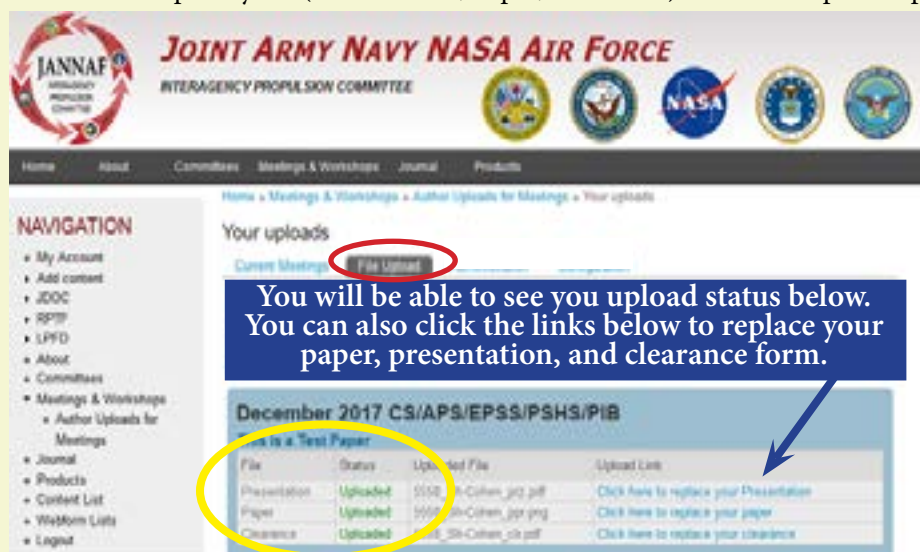 JANNAF
INTERAGENCY
PROPULSION
COMMITTEE
JOINT ARMY NAVY NASA AIR FORCE
INTERAGENCY PROPULSION COMMITTEE
NASA
Home About Committees Meetings & Workshops Journal Products
Home » Meetings & Workshops » Author Uploads for Meetings » Your uploads
NAVIGATION
My Account
Add content
JDOC
RPTP
LPFD
About
Committees
Meetings & Workshops
Author Uploads for
Meetings
Journal
Products
Content List
Webform Lists
Logout
Your uploads
Current Meetings File Upload
You will be able to see you upload status below.
You can also click the links below to replace your
paper, presentation, and clearance form.
December 2017 CS/APS/EPSS/PSHS/PIB
This is a Test Paper
File Status Uploaded File Upload Link
Presentation Uploaded Click here to replace your Presentation
Paper Uploaded Click here to replace your paper
Clearance Uploaded Click here to replace your clearance